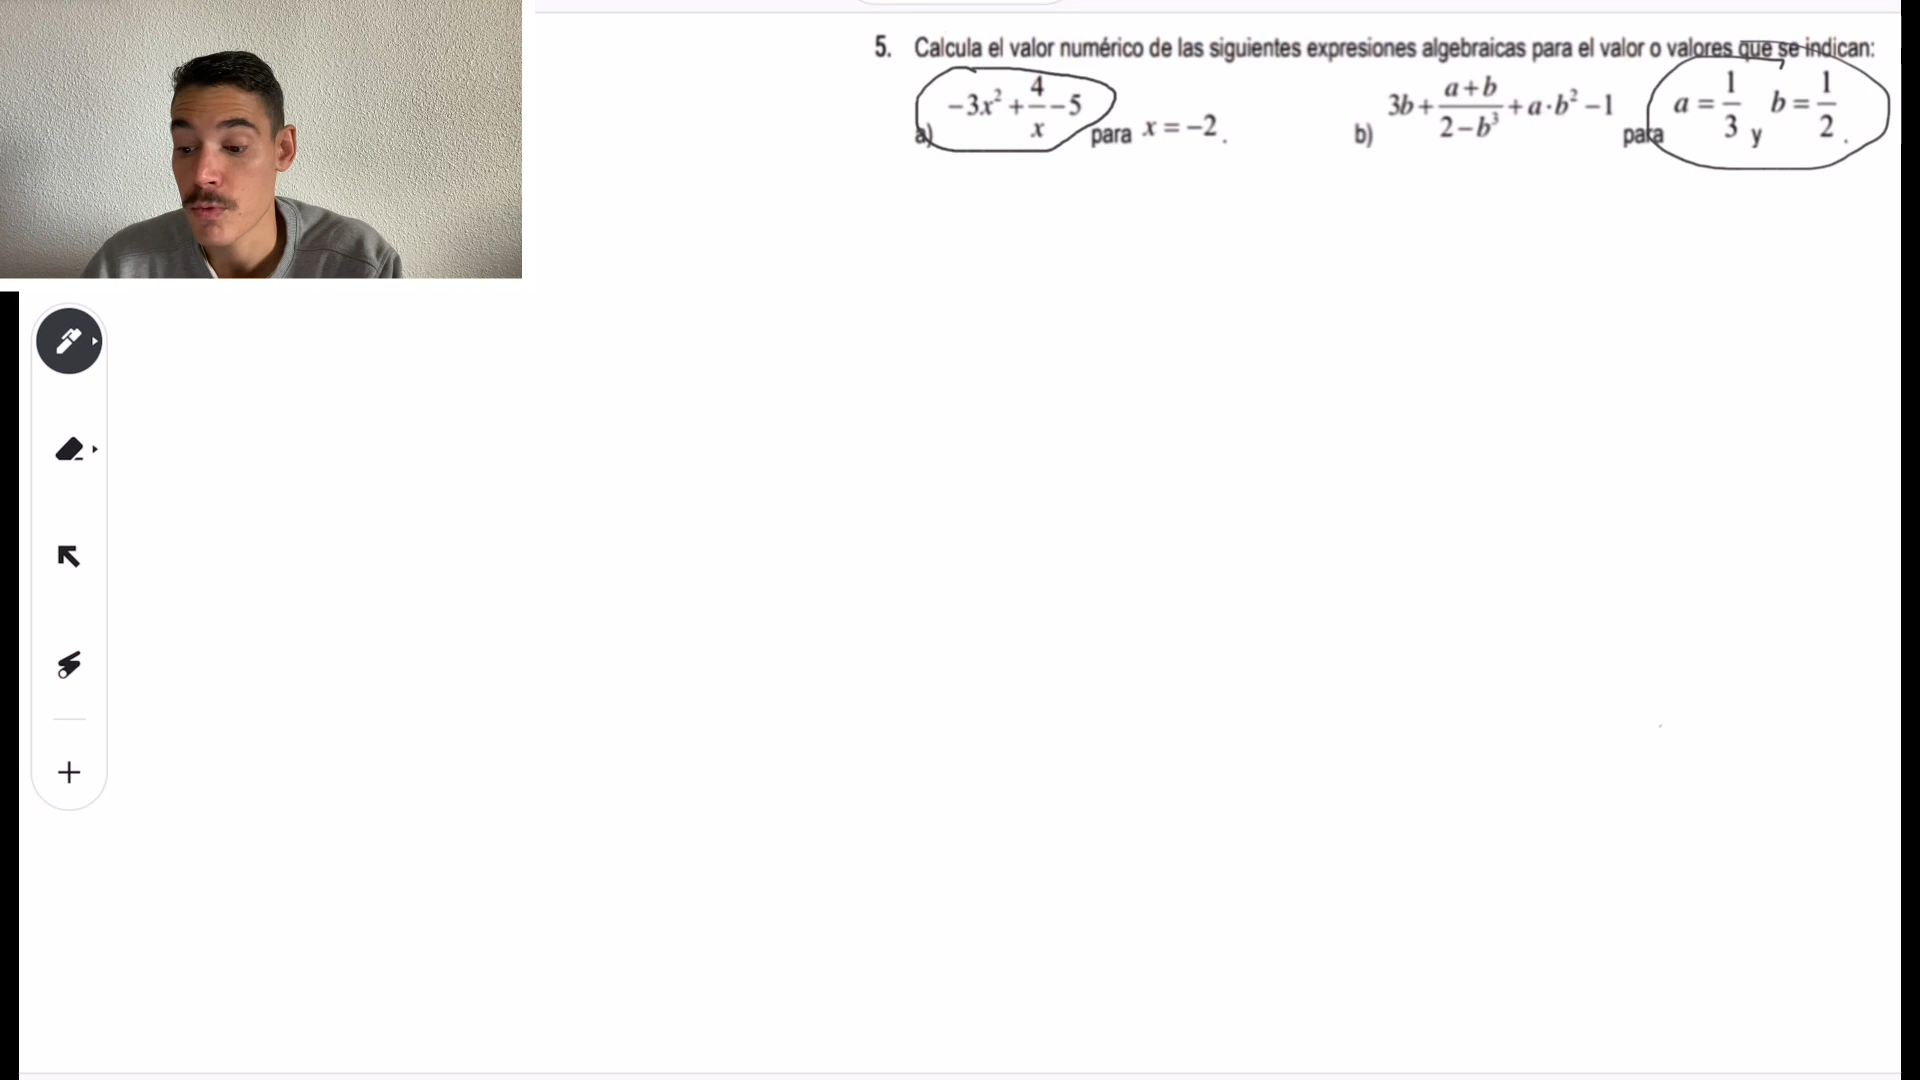 5. Calcula el valor numérico de las siguientes expresiones algebraicas para el valor o valores que se indican:
a) −3x² + 4/x − 5 para x = −2. b) 3b + (a+b)/(2−b³) + a·b² − 1 para a = 1/3 y b = 1/2.